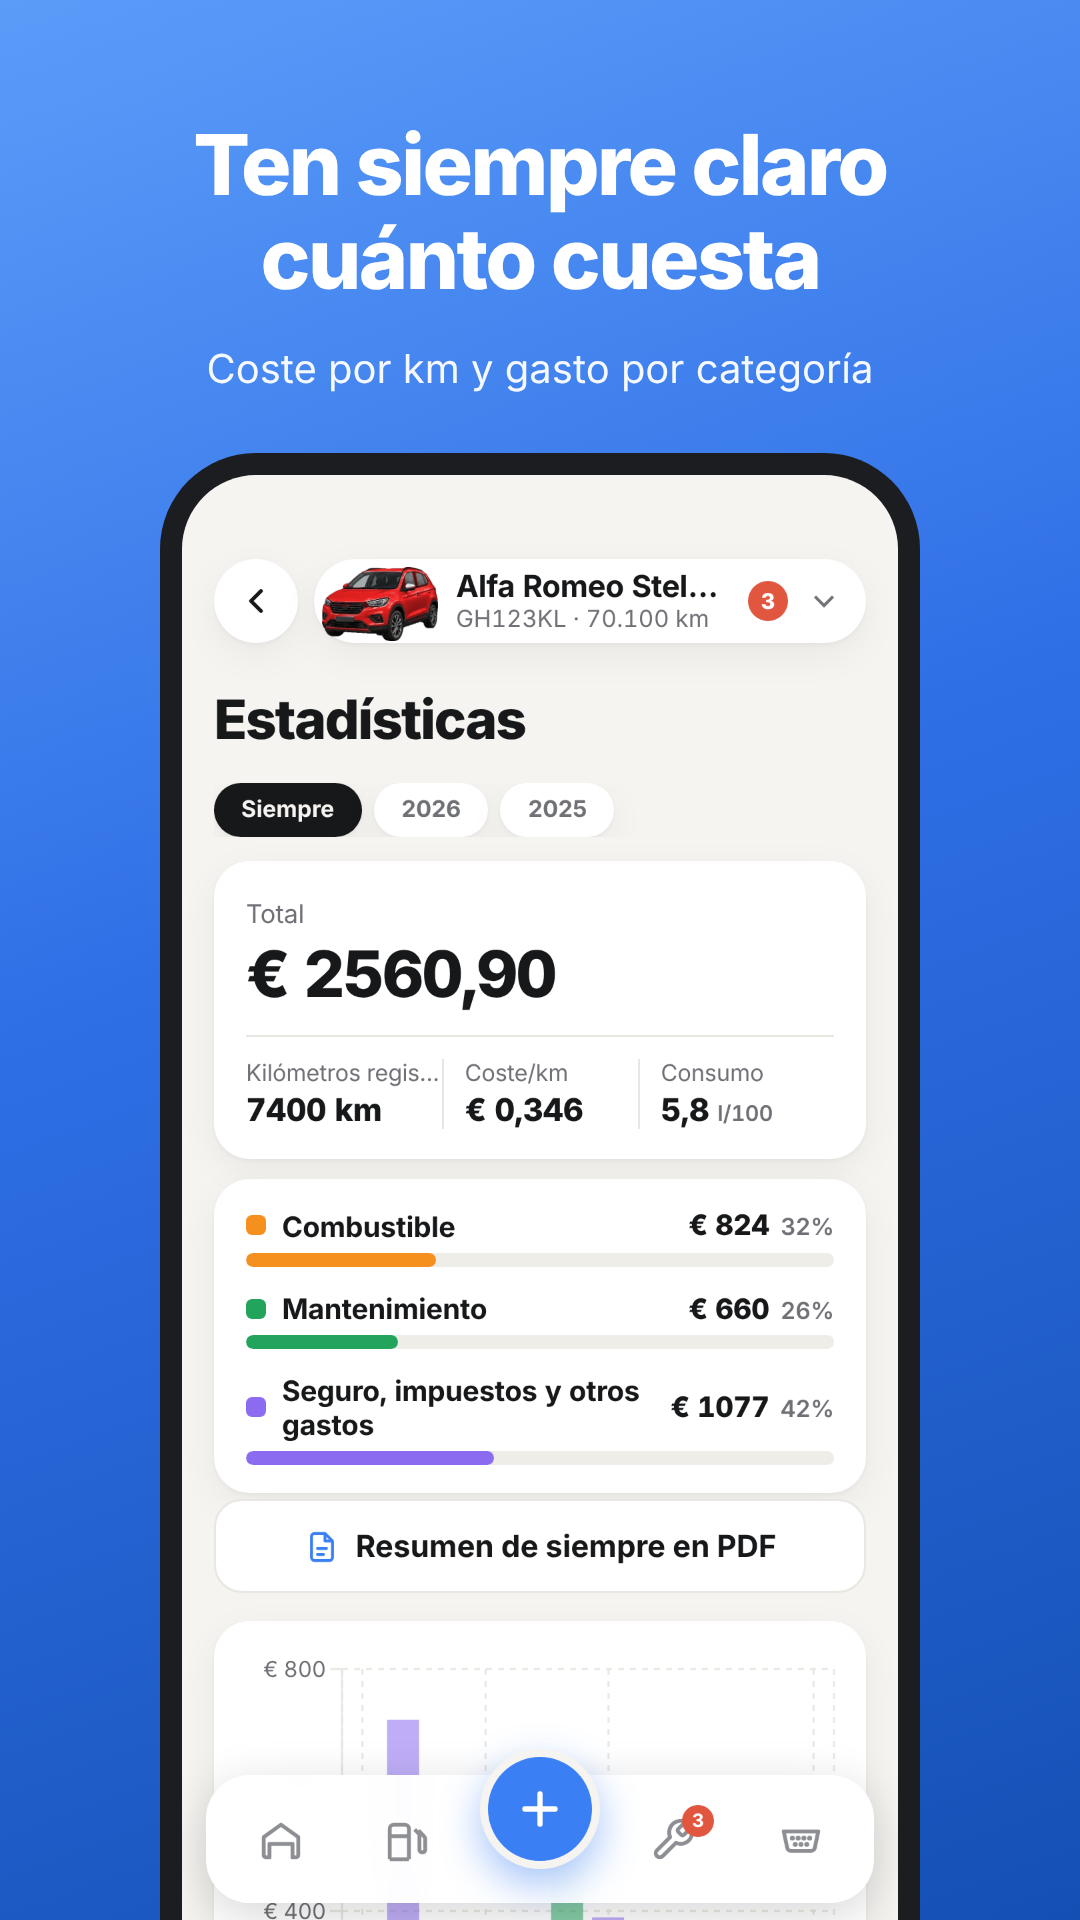 Ten siempre claro
cuánto cuesta
Coste por km y gasto por categoría
Alfa Romeo Stel...
GH123KL · 70.100 km
3
Estadísticas
Siempre
2026
2025
Total
€ 2560,90
Kilómetros regis...
Coste/km
Consumo
7400 km
€ 0,346
5,8 l/100
Combustible
€ 824 32%
Mantenimiento
€ 660 26%
Seguro, impuestos y otros
gastos
€ 1077 42%
Resumen de siempre en PDF
€ 800
3
€ 400